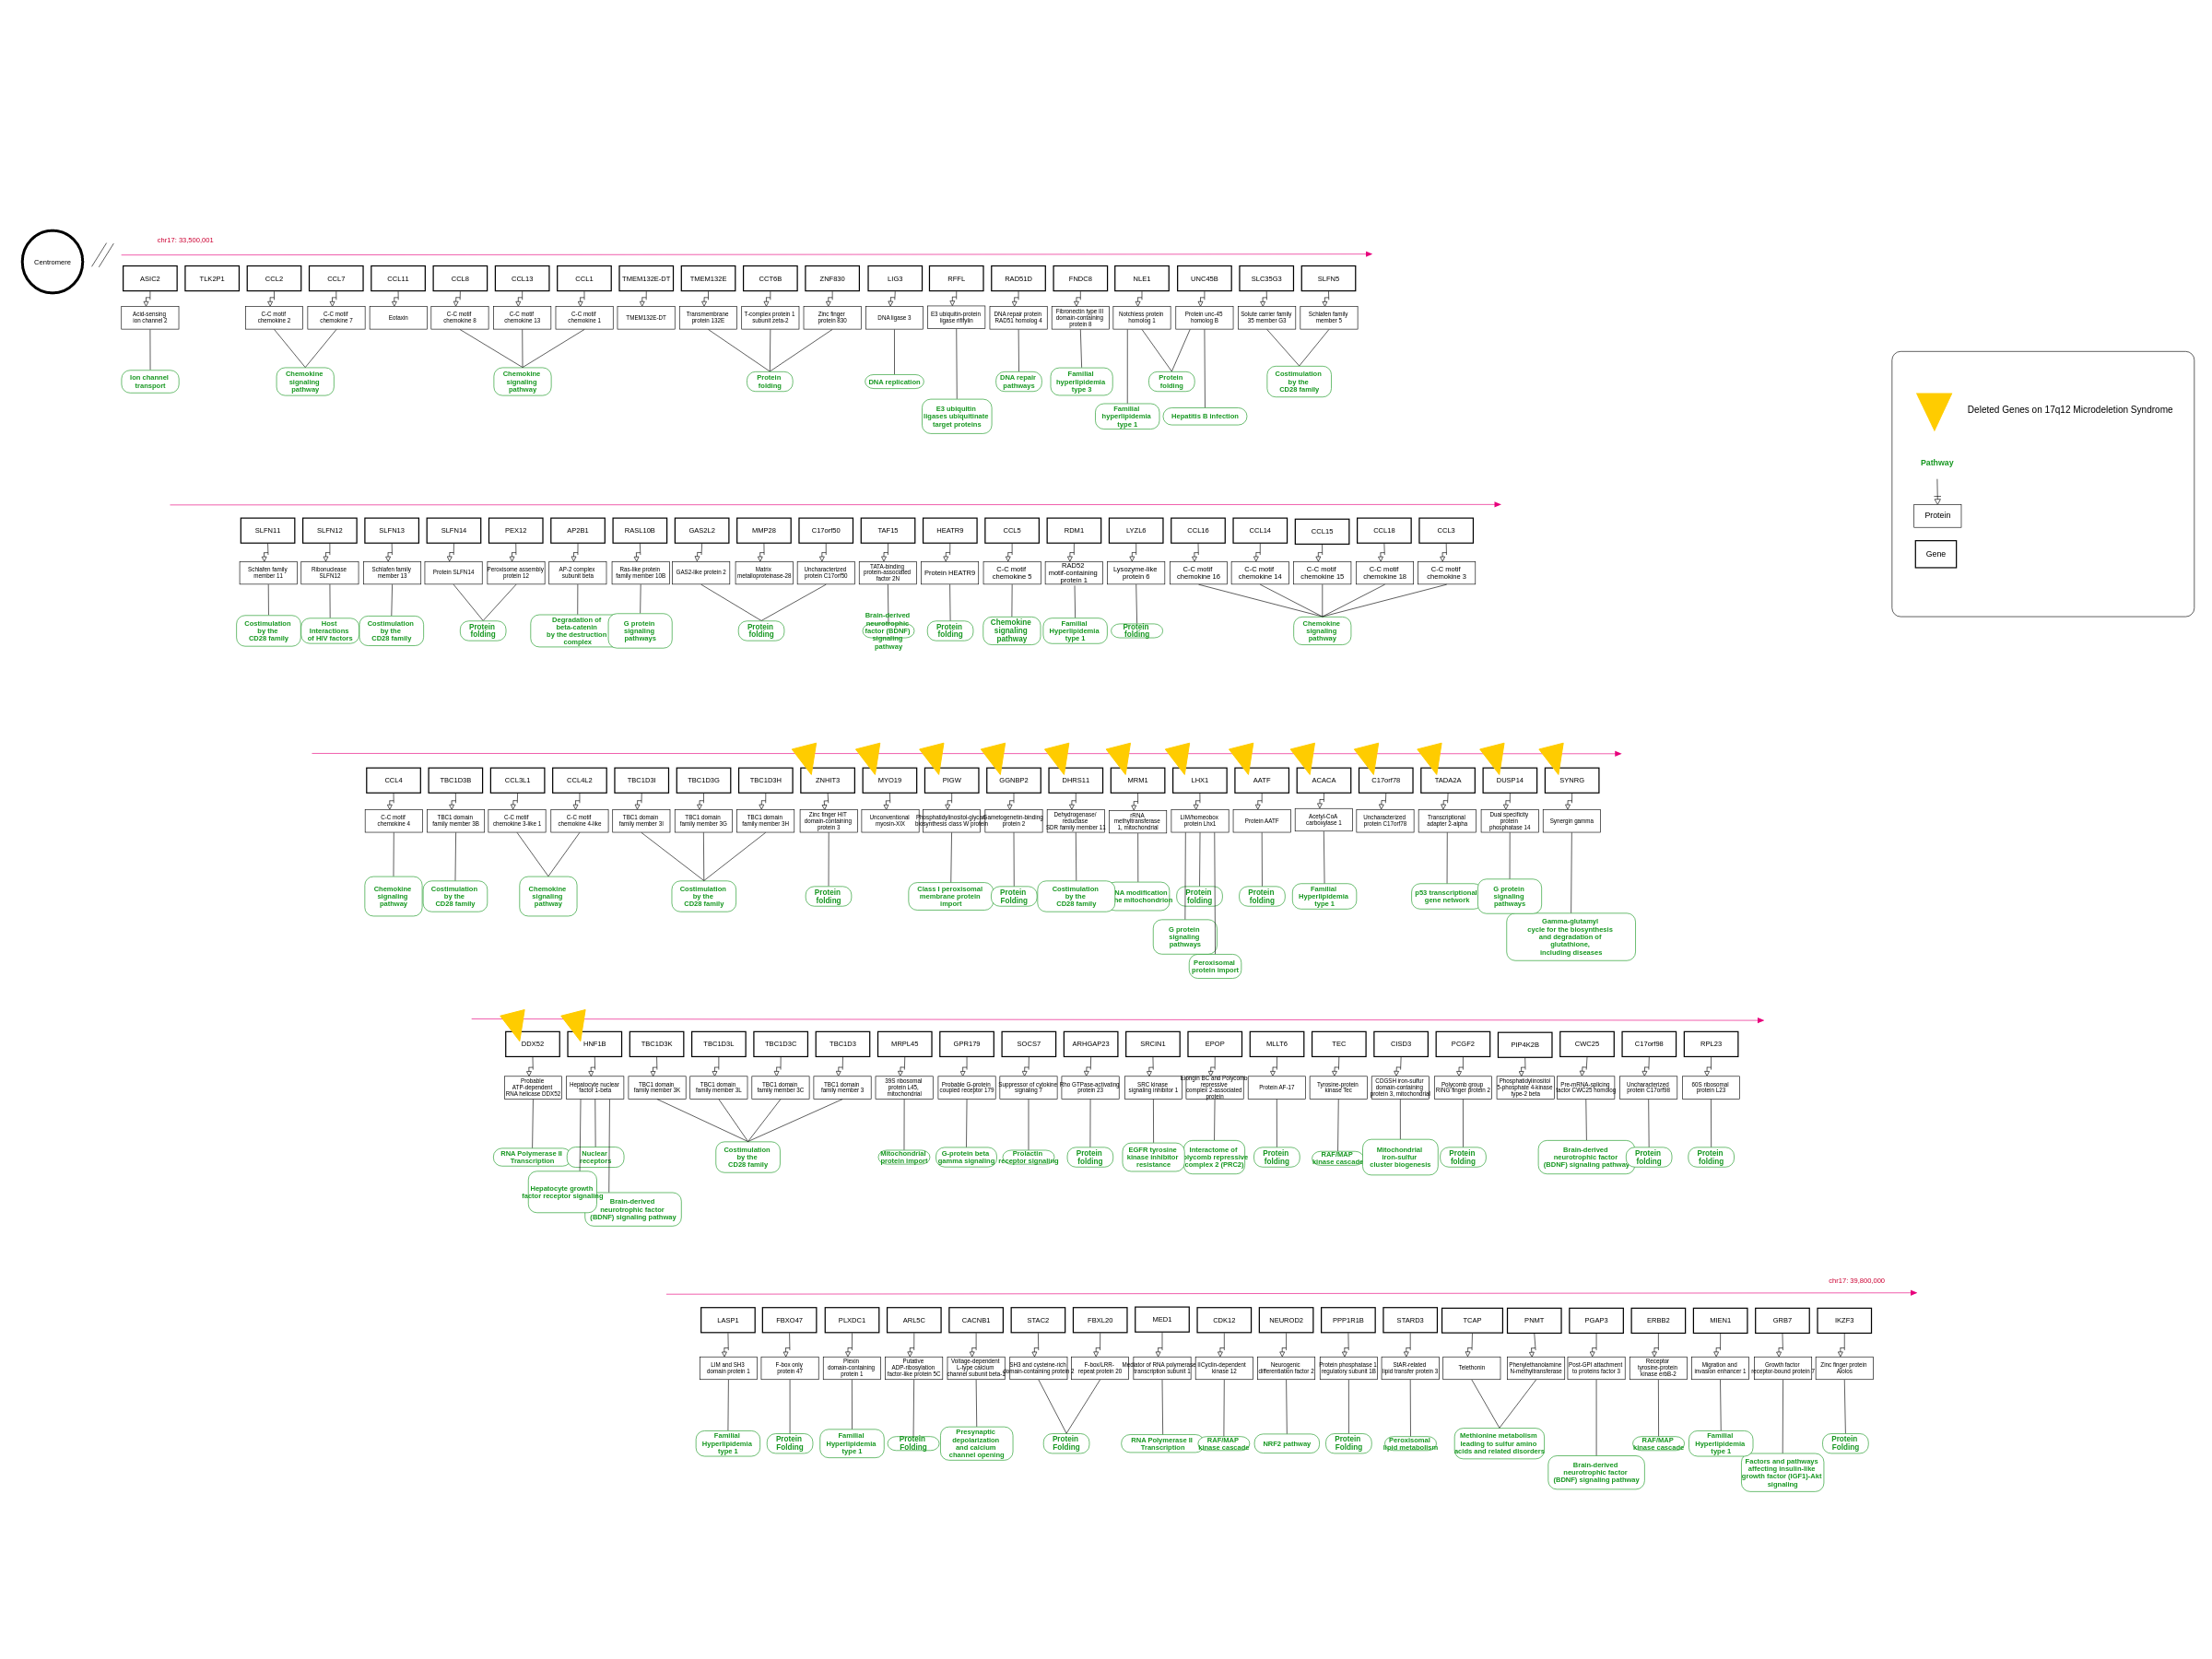 chr17: 33,500,001
Centromere
ASIC2 TLK2P1 CCL2 CCL7 CCL11 CCL8 CCL13 CCL1 TMEM132E-DT TMEM132E CCT6B ZNF830 LIG3 RFFL RAD51D FNDC8 NLE1 UNC45B SLC35G3 SLFN5
Acid-sensing
ion channel 2
C-C motif
chemokine 2
C-C motif
chemokine 7
Eotaxin
C-C motif
chemokine 8
C-C motif
chemokine 13
C-C motif
chemokine 1
TMEM132E-DT
Transmembrane
protein 132E
T-complex protein 1
subunit zeta-2
Zinc finger
protein 830
DNA ligase 3
E3 ubiquitin-protein
ligase rififylin
DNA repair protein
RAD51 homolog 4
Fibronectin type III
domain-containing
protein 8
Notchless protein
homolog 1
Protein unc-45
homolog B
Solute carrier family
35 member G3
Schlafen family
member 5
Ion channel
transport
Chemokine
signaling
pathway
Chemokine
signaling
pathway
Protein
folding
DNA replication
E3 ubiquitin
ligases ubiquitinate
target proteins
DNA repair
pathways
Familial
hyperlipidemia
type 3
Familial
hyperlipidemia
type 1
Protein
folding
Hepatitis B infection
Costimulation
by the
CD28 family
Deleted Genes on 17q12 Microdeletion Syndrome
Pathway
Protein
Gene
SLFN11 SLFN12 SLFN13 SLFN14 PEX12 AP2B1 RASL10B GAS2L2 MMP28 C17orf50 TAF15 HEATR9 CCL5 RDM1 LYZL6 CCL16 CCL14 CCL15 CCL18 CCL3
Schlafen family
member 11
Ribonuclease
SLFN12
Schlafen family
member 13
Protein SLFN14
Peroxisome assembly
protein 12
AP-2 complex
subunit beta
Ras-like protein
family member 10B
GAS2-like protein 2
Matrix
metalloproteinase-28
Uncharacterized
protein C17orf50
TATA-binding
protein-associated
factor 2N
Protein HEATR9
C-C motif
chemokine 5
RAD52
motif-containing
protein 1
Lysozyme-like
protein 6
C-C motif
chemokine 16
C-C motif
chemokine 14
C-C motif
chemokine 15
C-C motif
chemokine 18
C-C motif
chemokine 3
Costimulation
by the
CD28 family
Host
Interactions
of HIV factors
Costimulation
by the
CD28 family
Protein
folding
Degradation of
beta-catenin
by the destruction
complex
G protein
signaling
pathways
Protein
folding
Brain-derived
neurotrophic
factor (BDNF)
signaling
pathway
Protein
folding
Chemokine
signaling
pathway
Familial
Hyperlipidemia
type 1
Protein
folding
Chemokine
signaling
pathway
CCL4 TBC1D3B CCL3L1 CCL4L2 TBC1D3I TBC1D3G TBC1D3H ZNHIT3 MYO19 PIGW GGNBP2 DHRS11 MRM1 LHX1 AATF ACACA C17orf78 TADA2A DUSP14 SYNRG
C-C motif
chemokine 4
TBC1 domain
family member 3B
C-C motif
chemokine 3-like 1
C-C motif
chemokine 4-like
TBC1 domain
family member 3I
TBC1 domain
family member 3G
TBC1 domain
family member 3H
Zinc finger HIT
domain-containing
protein 3
Unconventional
myosin-XIX
Phosphatidylinositol-glycan
biosynthesis class W protein
Gametogenetin-binding
protein 2
Dehydrogenase/
reductase
SDR family member 11
rRNA
methyltransferase
1, mitochondrial
LIM/homeobox
protein Lhx1
Protein AATF
Acetyl-CoA
carboxylase 1
Uncharacterized
protein C17orf78
Transcriptional
adapter 2-alpha
Dual specificity
protein
phosphatase 14
Synergin gamma
Chemokine
signaling
pathway
Costimulation
by the
CD28 family
Chemokine
signaling
pathway
Costimulation
by the
CD28 family
Protein
folding
Class I peroxisomal
membrane protein
import
Protein
Folding
Costimulation
by the
CD28 family
NA modification
he mitochondrion
Protein
folding
G protein
signaling
pathways
Peroxisomal
protein import
Protein
folding
Familial
Hyperlipidemia
type 1
p53 transcriptional
gene network
G protein
signaling
pathways
Gamma-glutamyl
cycle for the biosynthesis
and degradation of
glutathione,
including diseases
DDX52 HNF1B TBC1D3K TBC1D3L TBC1D3C TBC1D3 MRPL45 GPR179 SOCS7 ARHGAP23 SRCIN1 EPOP MLLT6 TEC CISD3 PCGF2 PIP4K2B CWC25 C17orf98 RPL23
Probable
ATP-dependent
RNA helicase DDX52
Hepatocyte nuclear
factor 1-beta
TBC1 domain
family member 3K
TBC1 domain
family member 3L
TBC1 domain
family member 3C
TBC1 domain
family member 3
39S ribosomal
protein L45,
mitochondrial
Probable G-protein
coupled receptor 179
Suppressor of cytokine
signaling 7
Rho GTPase-activating
protein 23
SRC kinase
signaling inhibitor 1
Elongin BC and Polycomb
repressive
complex 2-associated
protein
Protein AF-17
Tyrosine-protein
kinase Tec
CDGSH iron-sulfur
domain-containing
protein 3, mitochondrial
Polycomb group
RING finger protein 2
Phosphatidylinositol
5-phosphate 4-kinase
type-2 beta
Pre-mRNA-splicing
factor CWC25 homolog
Uncharacterized
protein C17orf98
60S ribosomal
protein L23
RNA Polymerase II
Transcription
Nuclear
receptors
Hepatocyte growth
factor receptor signaling
Brain-derived
neurotrophic factor
(BDNF) signaling pathway
Costimulation
by the
CD28 family
Mitochondrial
protein import
G-protein beta
gamma signaling
Prolactin
receptor signaling
Protein
folding
EGFR tyrosine
kinase inhibitor
resistance
Interactome of
polycomb repressive
complex 2 (PRC2)
Protein
folding
RAF/MAP
kinase cascade
Mitochondrial
iron-sulfur
cluster biogenesis
Protein
folding
Brain-derived
neurotrophic factor
(BDNF) signaling pathway
Protein
folding
Protein
folding
chr17: 39,800,000
LASP1 FBXO47 PLXDC1 ARL5C CACNB1 STAC2 FBXL20 MED1 CDK12 NEUROD2 PPP1R1B STARD3 TCAP PNMT PGAP3 ERBB2 MIEN1 GRB7 IKZF3
LIM and SH3
domain protein 1
F-box only
protein 47
Plexin
domain-containing
protein 1
Putative
ADP-ribosylation
factor-like protein 5C
Voltage-dependent
L-type calcium
channel subunit beta-1
SH3 and cysteine-rich
domain-containing protein 2
F-box/LRR-
repeat protein 20
Mediator of RNA polymerase II
transcription subunit 1
Cyclin-dependent
kinase 12
Neurogenic
differentiation factor 2
Protein phosphatase 1
regulatory subunit 1B
StAR-related
lipid transfer protein 3
Telethonin
Phenylethanolamine
N-methyltransferase
Post-GPI attachment
to proteins factor 3
Receptor
tyrosine-protein
kinase erbB-2
Migration and
invasion enhancer 1
Growth factor
receptor-bound protein 7
Zinc finger protein
Aiolos
Familial
Hyperlipidemia
type 1
Protein
Folding
Familial
Hyperlipidemia
type 1
Protein
Folding
Presynaptic
depolarization
and calcium
channel opening
Protein
Folding
RNA Polymerase II
Transcription
RAF/MAP
kinase cascade
NRF2 pathway
Protein
Folding
Peroxisomal
lipid metabolism
Methionine metabolism
leading to sulfur amino
acids and related disorders
Brain-derived
neurotrophic factor
(BDNF) signaling pathway
RAF/MAP
kinase cascade
Familial
Hyperlipidemia
type 1
Factors and pathways
affecting insulin-like
growth factor (IGF1)-Akt
signaling
Protein
Folding